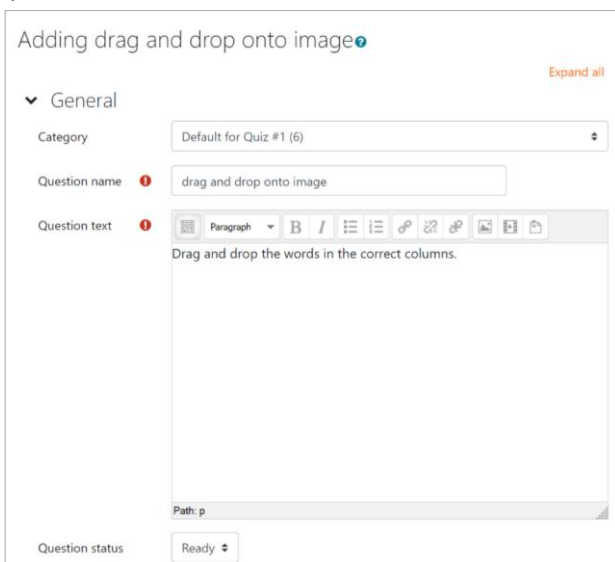 Adding drag and drop onto image
Expand all
General
Category
Default for Quiz #1 (6)
Question name
drag and drop onto image
Question text
Paragraph
B I
Drag and drop the words in the correct columns.
Path: p
Question status
Ready